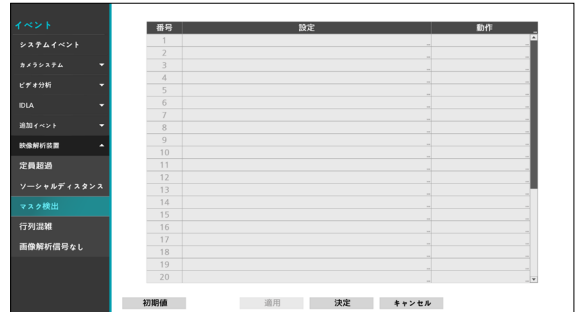 イベント
システムイベント
カメラシステム
ビデオ分析
IDLA
追加イベント
映像解析装置
定員超過
ソーシャルディスタンス
マスク検出
行列混雑
画像解析信号なし
番号 設定 動作
1
2
3
4
5
6
7
8
9
10
11
12
13
14
15
16
17
18
19
20
初期値 適用 決定 キャンセル